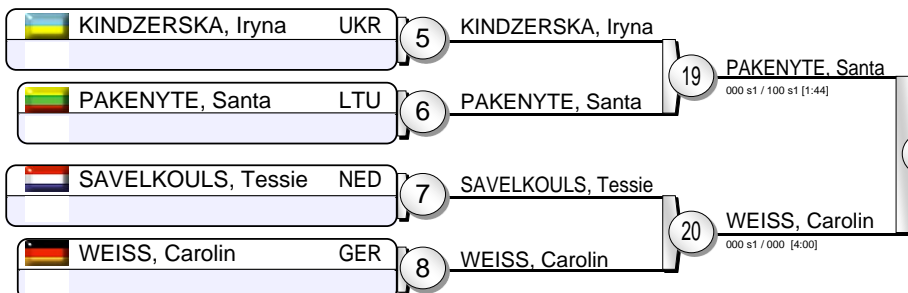 KINDZERSKA, Iryna UKR 5 KINDZERSKA, Iryna
19 PAKENYTE, Santa
000 s1 / 100 s1 [1:44]
PAKENYTE, Santa LTU 6 PAKENYTE, Santa
SAVELKOULS, Tessie NED 7 SAVELKOULS, Tessie
20 WEISS, Carolin
000 s1 / 000 [4:00]
WEISS, Carolin GER 8 WEISS, Carolin